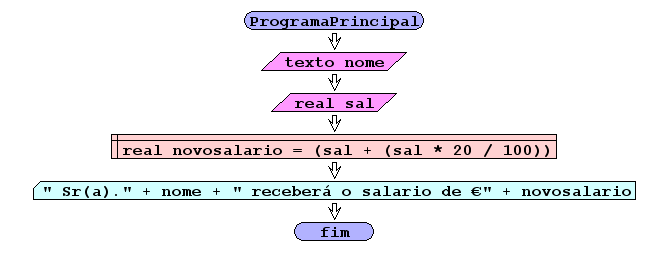 ProgramaPrincipal
texto nome
real sal
real novosalario = (sal + (sal * 20 / 100))
" Sr(a)." + nome + " receberá o salario de €" + novosalario
fim